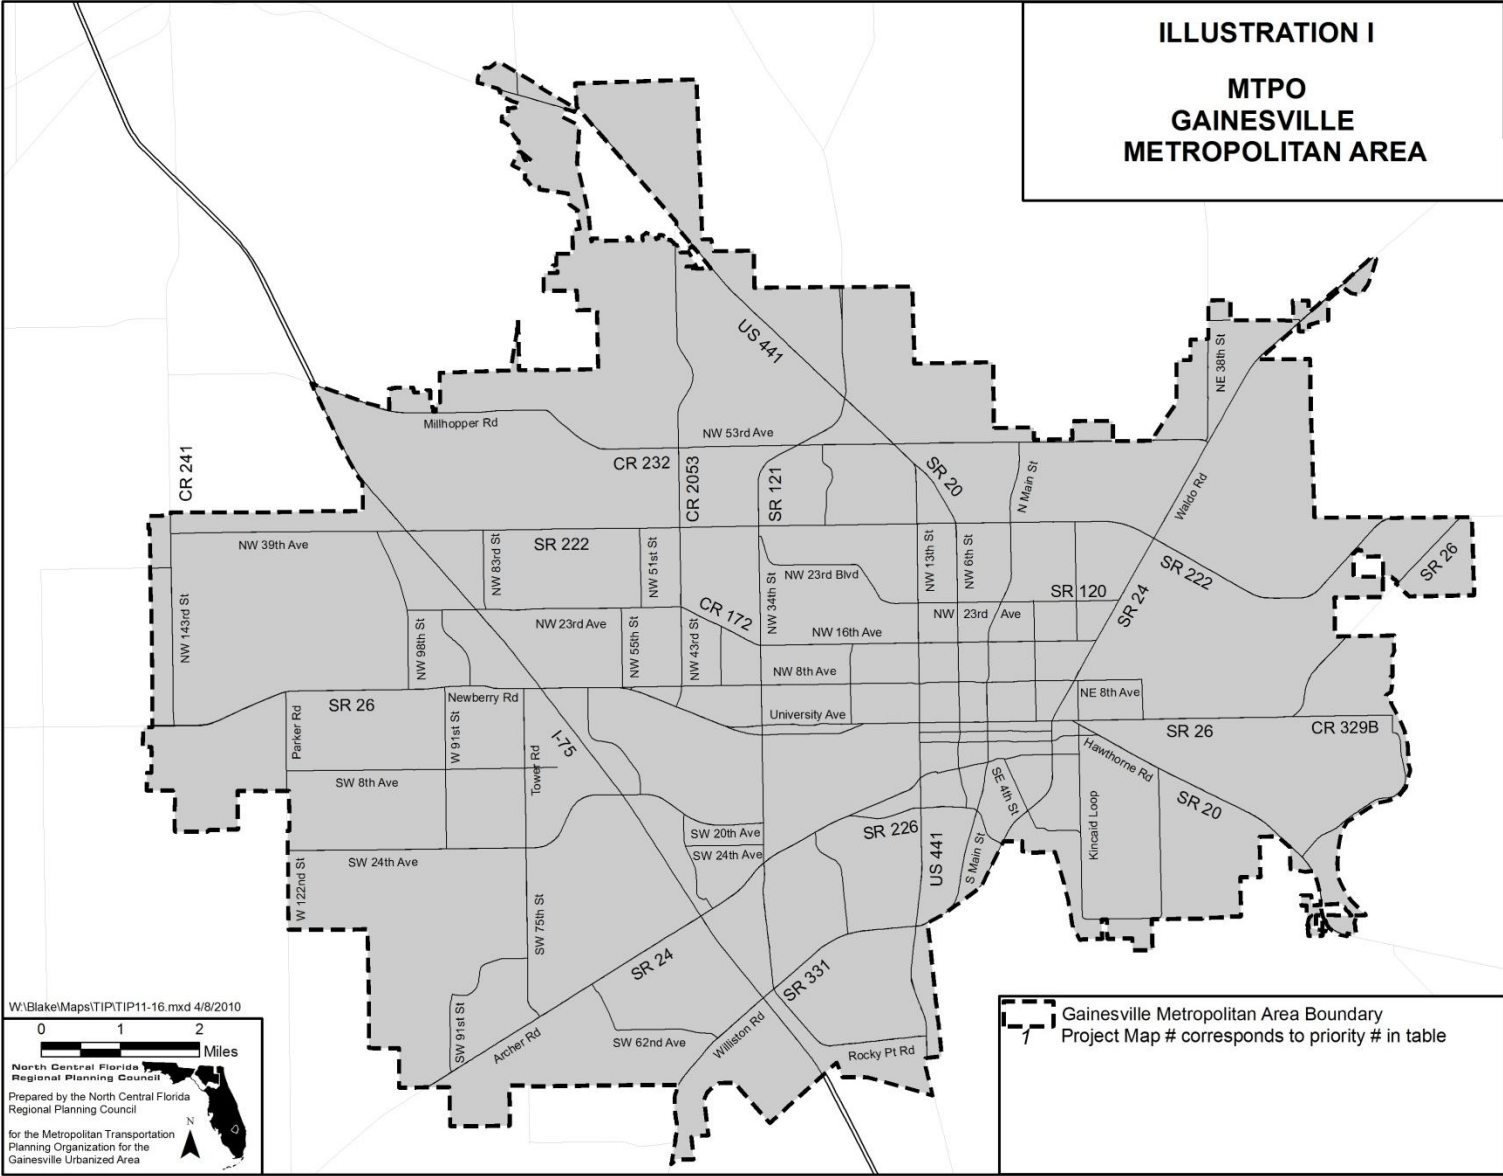 ILLUSTRATION I
MTPO
GAINESVILLE
METROPOLITAN AREA
US 441
NE 38th St
Millhopper Rd
NW 53rd Ave
CR 232
CR 241
CR 2053
SR 121
SR 20
N Main St
Waldo Rd
NW 39th Ave
NW 83rd St
SR 222
NW 51st St
NW 34th St
NW 23rd Blvd
NW 13th St
NW 6th St
SR 120
SR 222
SR 24
SR 26
NW 143rd St
NW 98th St
NW 23rd Ave
NW 55th St
NW 43rd St
CR 172
NW 16th Ave
NW 23rd Ave
NW 8th Ave
NE 8th Ave
Newberry Rd
SR 26
University Ave
Parker Rd
W 91st St
Tower Rd
I-75
SR 26
CR 329B
Hawthorne Rd
SW 8th Ave
SE 4th St
SR 20
SW 20th Ave
SR 226
Kincaid Loop
SW 24th Ave
SW 24th Ave
US 441
S Main St
W 122nd St
SW 75th St
SR 24
SR 331
SW 91st St
Archer Rd
SW 62nd Ave
Williston Rd
Rocky Pt Rd
W:\Blake\Maps\TIP\TIP11-16.mxd 4/8/2010
0 1 2
Miles
North Central Florida
Regional Planning Council
Prepared by the North Central Florida
Regional Planning Council
N
for the Metropolitan Transportation
Planning Organization for the
Gainesville Urbanized Area
Gainesville Metropolitan Area Boundary
1 Project Map # corresponds to priority # in table